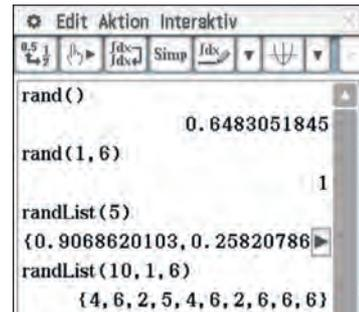 Edit Aktion Interaktiv
0.5 1 2 Simp ∫dx
rand()
0.6483051845
rand(1,6)
1
randList(5)
{0.9068620103,0.25820786
randList(10,1,6)
{4,6,2,5,4,6,2,6,6,6}